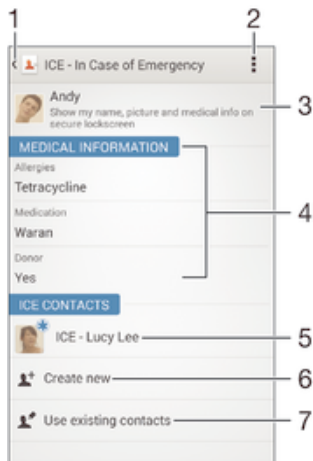 1
2
ICE - In Case of Emergency
Andy
Show my name, picture and medical info on
secure lockscreen
3
MEDICAL INFORMATION
Allergies
Tetracycline
Medication
4
Waran
Donor
Yes
ICE CONTACTS
ICE - Lucy Lee
5
Create new
6
Use existing contacts
7